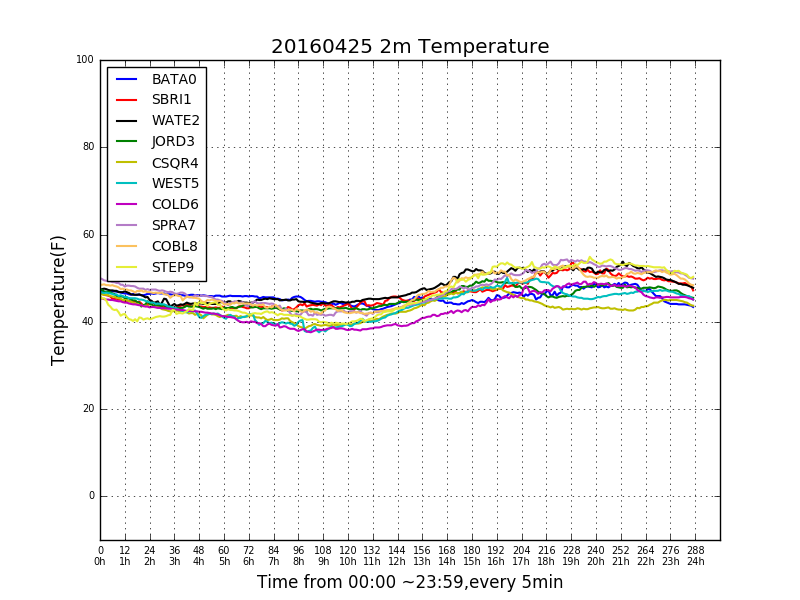 20160425 2m Temperature
100
80
60
40
20
0
Temperature(F)
BATA0
SBRI1
WATE2
JORD3
CSQR4
WEST5
COLD6
SPRA7
COBL8
STEP9
0 12 24 36 48 60 72 84 96 108 120 132 144 156 168 180 192 204 216 228 240 252 264 276 288
0h 1h 2h 3h 4h 5h 6h 7h 8h 9h 10h 11h 12h 13h 14h 15h 16h 17h 18h 19h 20h 21h 22h 23h 24h
Time from 00:00 ~23:59,every 5min